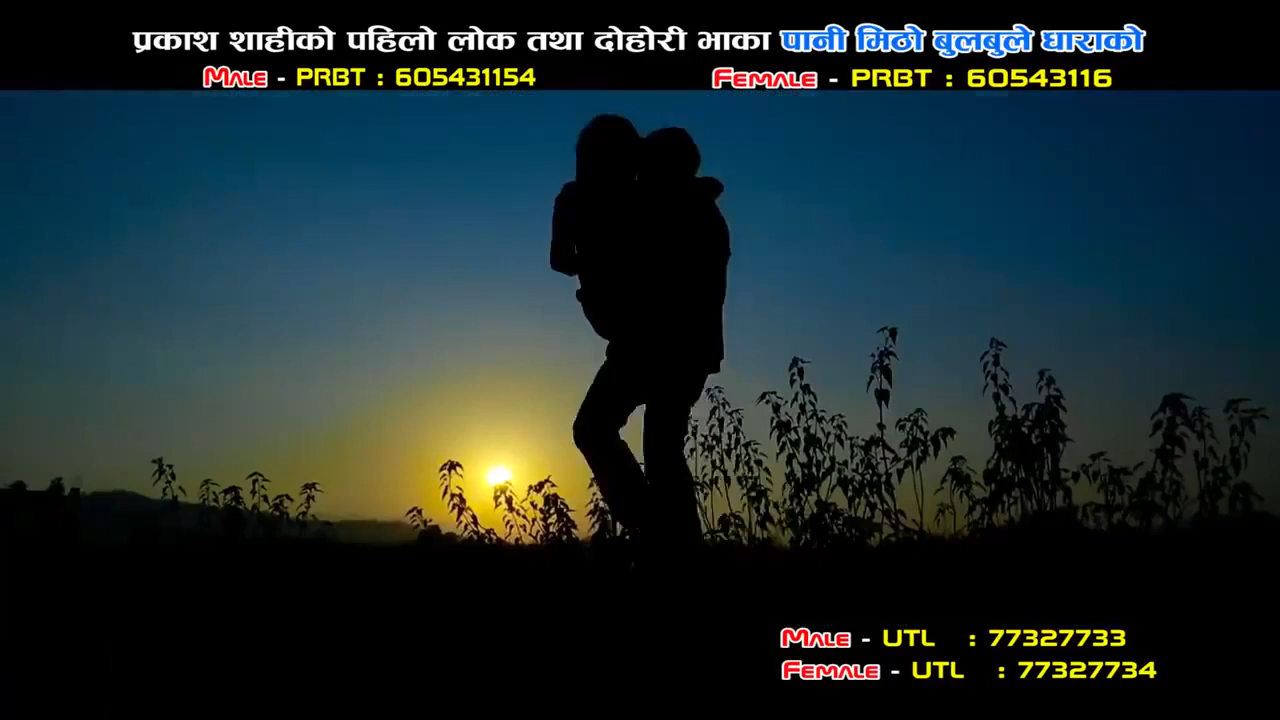 प्रकाश शाहीको पहिलो लोक तथा दोहोरी भाका पानी मिठो बुलबुले धाराको
Male - PRBT : 605431154 Female - PRBT : 60543116
Male - UTL : 77327733
Female - UTL : 77327734